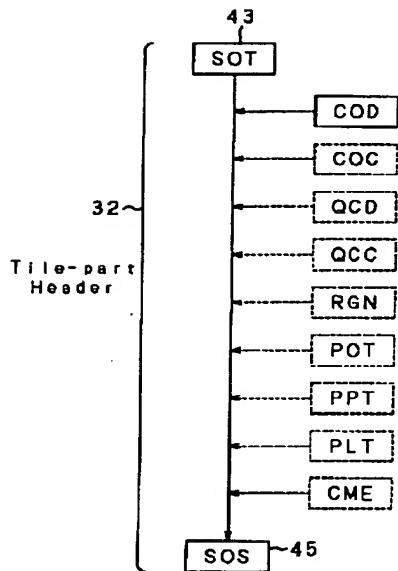 43
SOT
COD
COC
32
QCD
QCC
Tile-part
Header
RGN
POT
PPT
PLT
CME
SOS
45